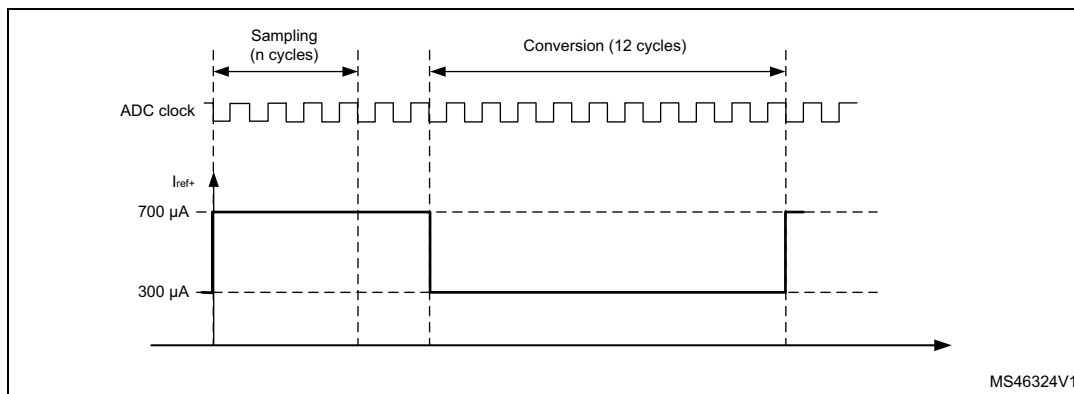 Sampling
(n cycles)
Conversion (12 cycles)
ADC clock
Iref+
700 µA
300 µA
MS46324V1